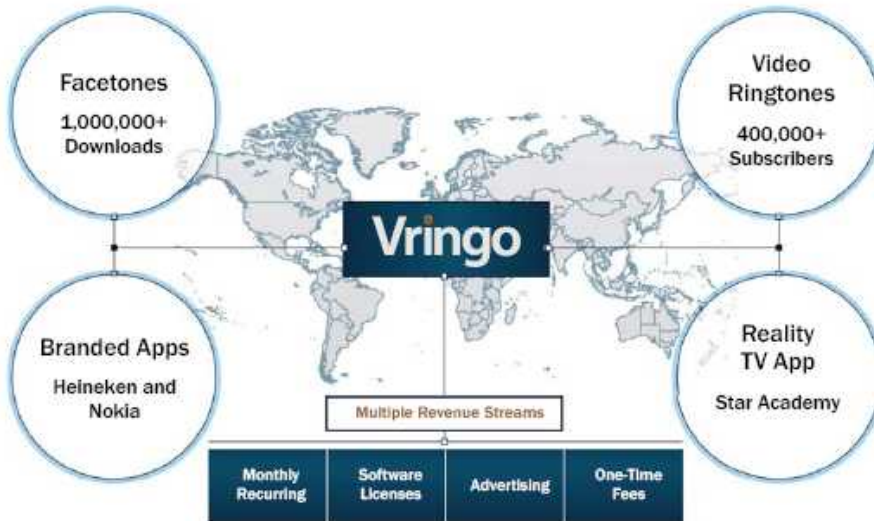 Facetones
1,000,000+
Downloads
Video
Ringtones
400,000+
Subscribers
Vringo
Branded Apps
Heineken and
Nokia
Reality
TV App
Star Academy
Multiple Revenue Streams
Monthly
Recurring
Software
Licenses
Advertising
One-Time
Fees